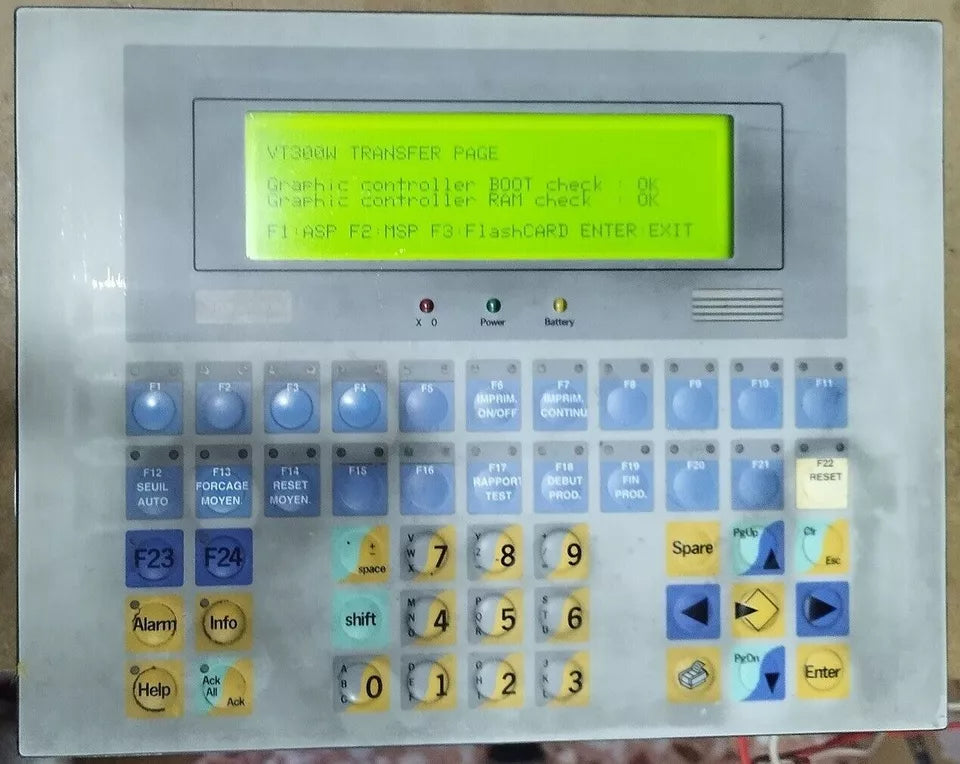 VT300W TRANSFER PAGE
Graphic controller BOOT check : OK
Graphic controller RAM check : OK
F1:ASP F2:MSP F3:FlashCARD ENTER:EXIT
X 0 Power Battery
F1 F2 F3 F4 F5 F6 F7 F8 F9 F10 F11
IMPRIM. IMPRIM.
ON/OFF CONTINU
F12 F13 F14 F15 F16 F17 F18 F19 F20 F21 F22
SEUIL FORCAGE RESET RAPPORT DEBUT FIN RESET
AUTO MOYEN. MOYEN. TEST PROD. PROD.
F23 F24 space 7 8 9 Spare PgUp Clr Esc
Alarm Info shift MNO 4 PQR 5 STU 6
Help Ack All Ack 0 1 2 JKL 3 PgDn Enter